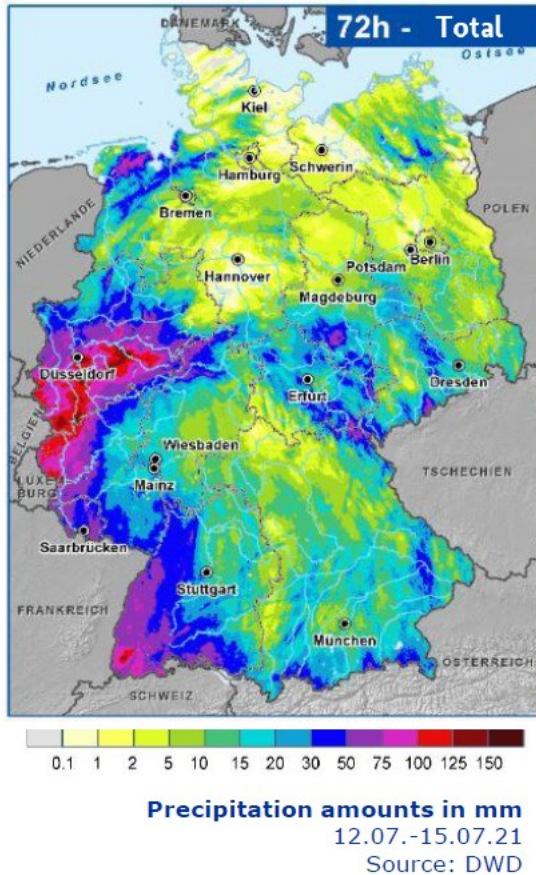 DÄNEMARK
72h - Total
Nordsee
Ostsee
Kiel
Hamburg
Schwerin
Bremen
POLEN
NIEDERLANDE
Hannover
Potsdam
Berlin
Magdeburg
Düsseldorf
Erfurt
Dresden
BELGIEN
Wiesbaden
LUXEM-
BURG
Mainz
TSCHECHIEN
Saarbrücken
Stuttgart
FRANKREICH
München
ÖSTERREICH
SCHWEIZ
0.1 1 2 5 10 15 20 30 50 75 100 125 150
Precipitation amounts in mm
12.07.-15.07.21
Source: DWD